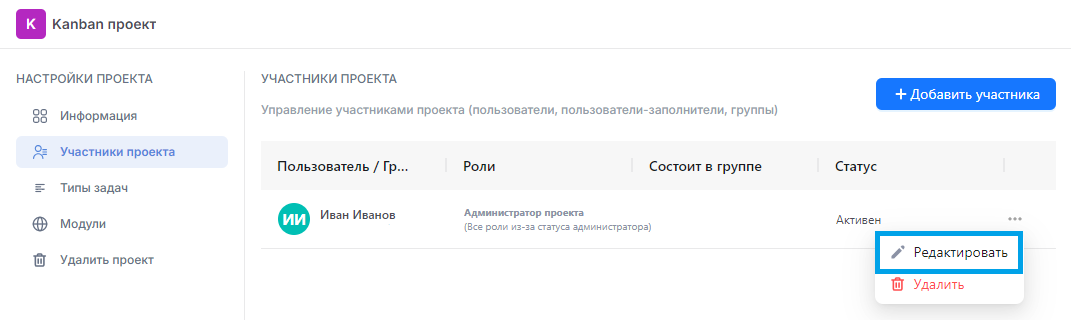 K Kanban проект
НАСТРОЙКИ ПРОЕКТА
Информация
Участники проекта
Типы задач
Модули
Удалить проект
УЧАСТНИКИ ПРОЕКТА
Управление участниками проекта (пользователи, пользователи-заполнители, группы)
+ Добавить участника
Пользователь / Гр... Роли Состоит в группе Статус
ИИ Иван Иванов Администратор проекта Активен
(Все роли из-за статуса администратора)
Редактировать
Удалить